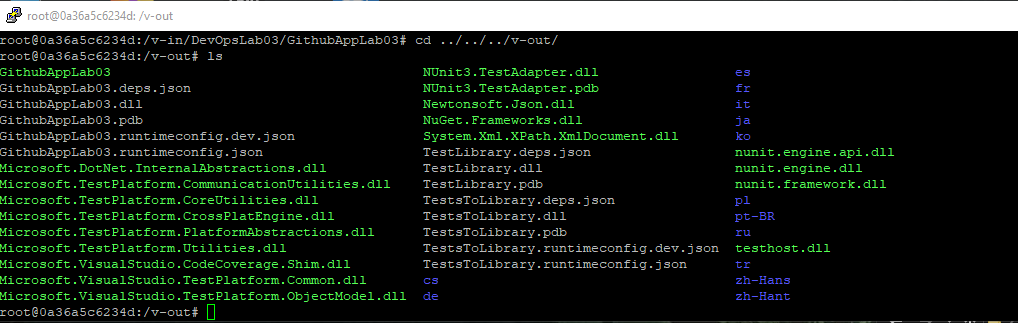 root@0a36a5c6234d: /v-out
root@0a36a5c6234d:/v-in/DevOpsLab03/GithubAppLab03# cd ../../../v-out/
root@0a36a5c6234d:/v-out# ls
GithubAppLab03 NUnit3.TestAdapter.dll es
GithubAppLab03.deps.json NUnit3.TestAdapter.pdb fr
GithubAppLab03.dll Newtonsoft.Json.dll it
GithubAppLab03.pdb NuGet.Frameworks.dll ja
GithubAppLab03.runtimeconfig.dev.json System.Xml.XPath.XmlDocument.dll ko
GithubAppLab03.runtimeconfig.json TestLibrary.deps.json nunit.engine.api.dll
Microsoft.DotNet.InternalAbstractions.dll TestLibrary.dll nunit.engine.dll
Microsoft.TestPlatform.CommunicationUtilities.dll TestLibrary.pdb nunit.framework.dll
Microsoft.TestPlatform.CoreUtilities.dll TestsToLibrary.deps.json pl
Microsoft.TestPlatform.CrossPlatEngine.dll TestsToLibrary.dll pt-BR
Microsoft.TestPlatform.PlatformAbstractions.dll TestsToLibrary.pdb ru
Microsoft.TestPlatform.Utilities.dll TestsToLibrary.runtimeconfig.dev.json testhost.dll
Microsoft.VisualStudio.CodeCoverage.Shim.dll TestsToLibrary.runtimeconfig.json tr
Microsoft.VisualStudio.TestPlatform.Common.dll cs zh-Hans
Microsoft.VisualStudio.TestPlatform.ObjectModel.dll de zh-Hant
root@0a36a5c6234d:/v-out#